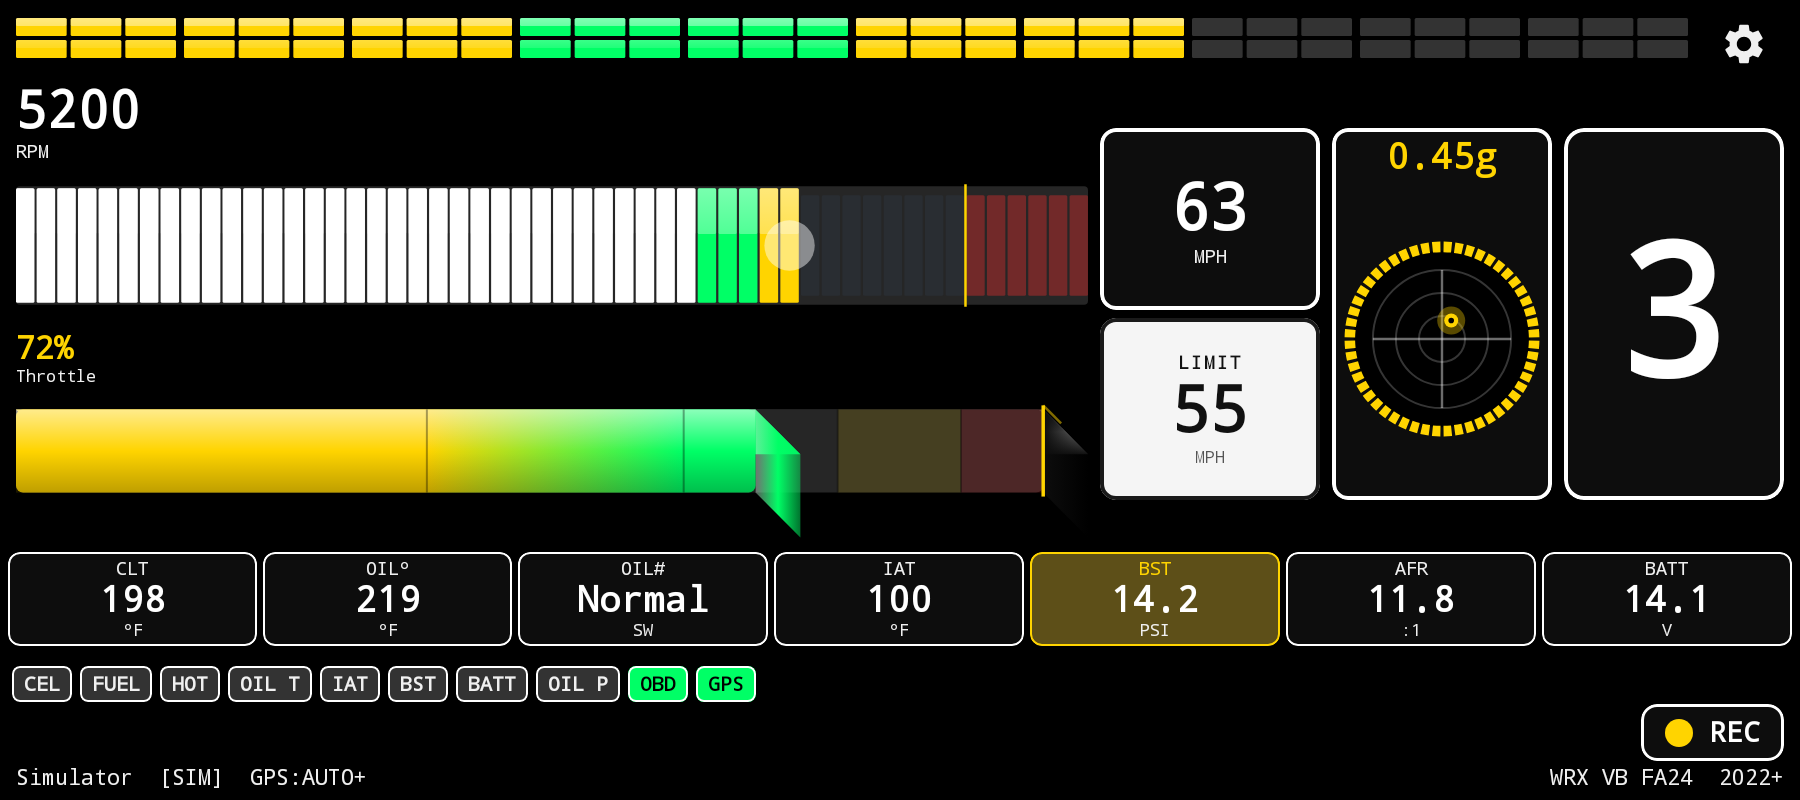 5200
RPM
72%
Throttle
63
MPH
LIMIT
55
MPH
0.45g
3
CLT
198
°F
OILº
219
°F
OIL#
Normal
SW
IAT
100
°F
BST
14.2
PSI
AFR
11.8
:1
BATT
14.1
V
CEL FUEL HOT OIL T IAT BST BATT OIL P OBD GPS
REC
Simulator [SIM] GPS:AUTO+
WRX VB FA24 2022+